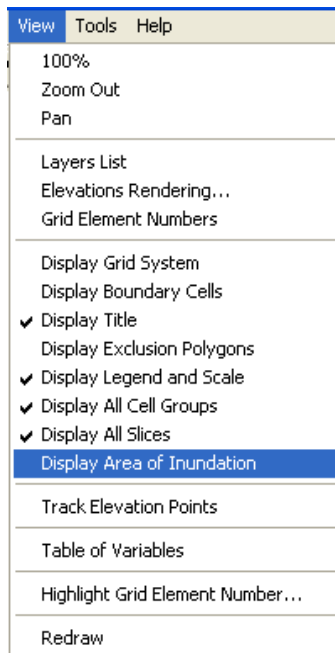 View Tools Help
100%
Zoom Out
Pan
Layers List
Elevations Rendering...
Grid Element Numbers
Display Grid System
Display Boundary Cells
✓ Display Title
Display Exclusion Polygons
✓ Display Legend and Scale
✓ Display All Cell Groups
✓ Display All Slices
Display Area of Inundation
Track Elevation Points
Table of Variables
Highlight Grid Element Number...
Redraw